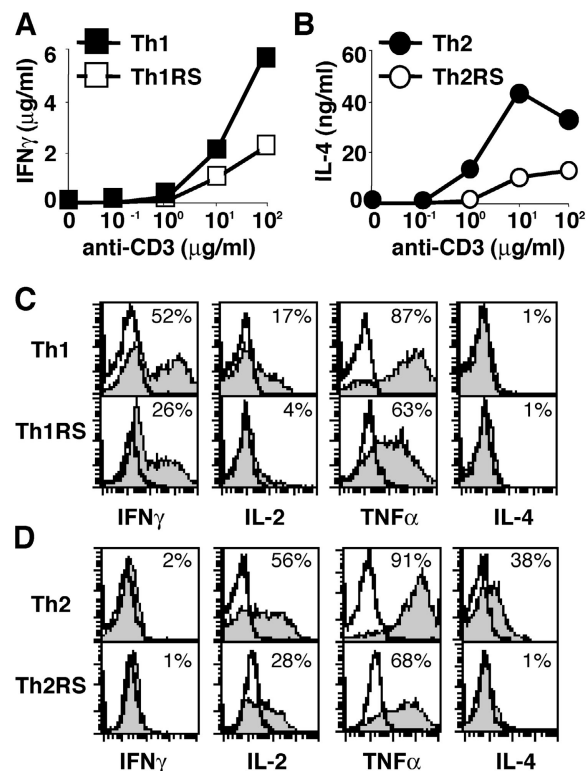 A
Th1
Th1RS
IFNγ (μg/ml)
6
4
2
0
0 10⁻¹ 10⁰ 10¹ 10²
anti-CD3 (μg/ml)
B
Th2
Th2RS
IL-4 (ng/ml)
60
40
20
0
0 10⁻¹ 10⁰ 10¹ 10²
anti-CD3 (μg/ml)
C
Th1
52% 17% 87% 1%
Th1RS
26% 4% 63% 1%
IFNγ IL-2 TNFα IL-4
D
Th2
2% 56% 91% 38%
Th2RS
1% 28% 68% 1%
IFNγ IL-2 TNFα IL-4